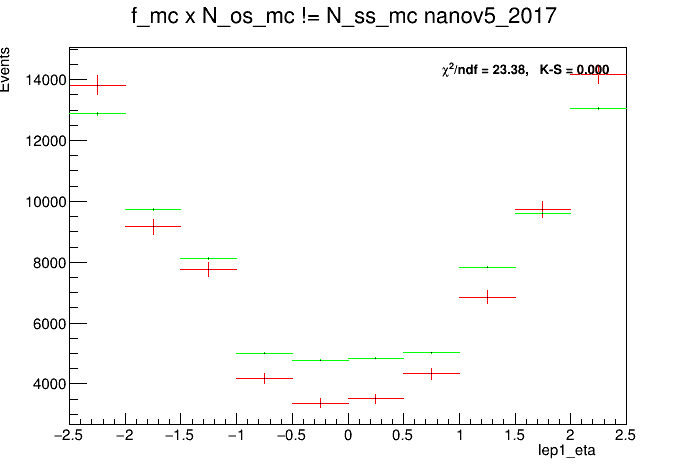 f_mc x N_os_mc != N_ss_mc nanov5_2017
Events
χ²/ndf = 23.38, K-S = 0.000
14000
12000
10000
8000
6000
4000
−2.5 −2 −1.5 −1 −0.5 0 0.5 1 1.5 2 2.5
lep1_eta